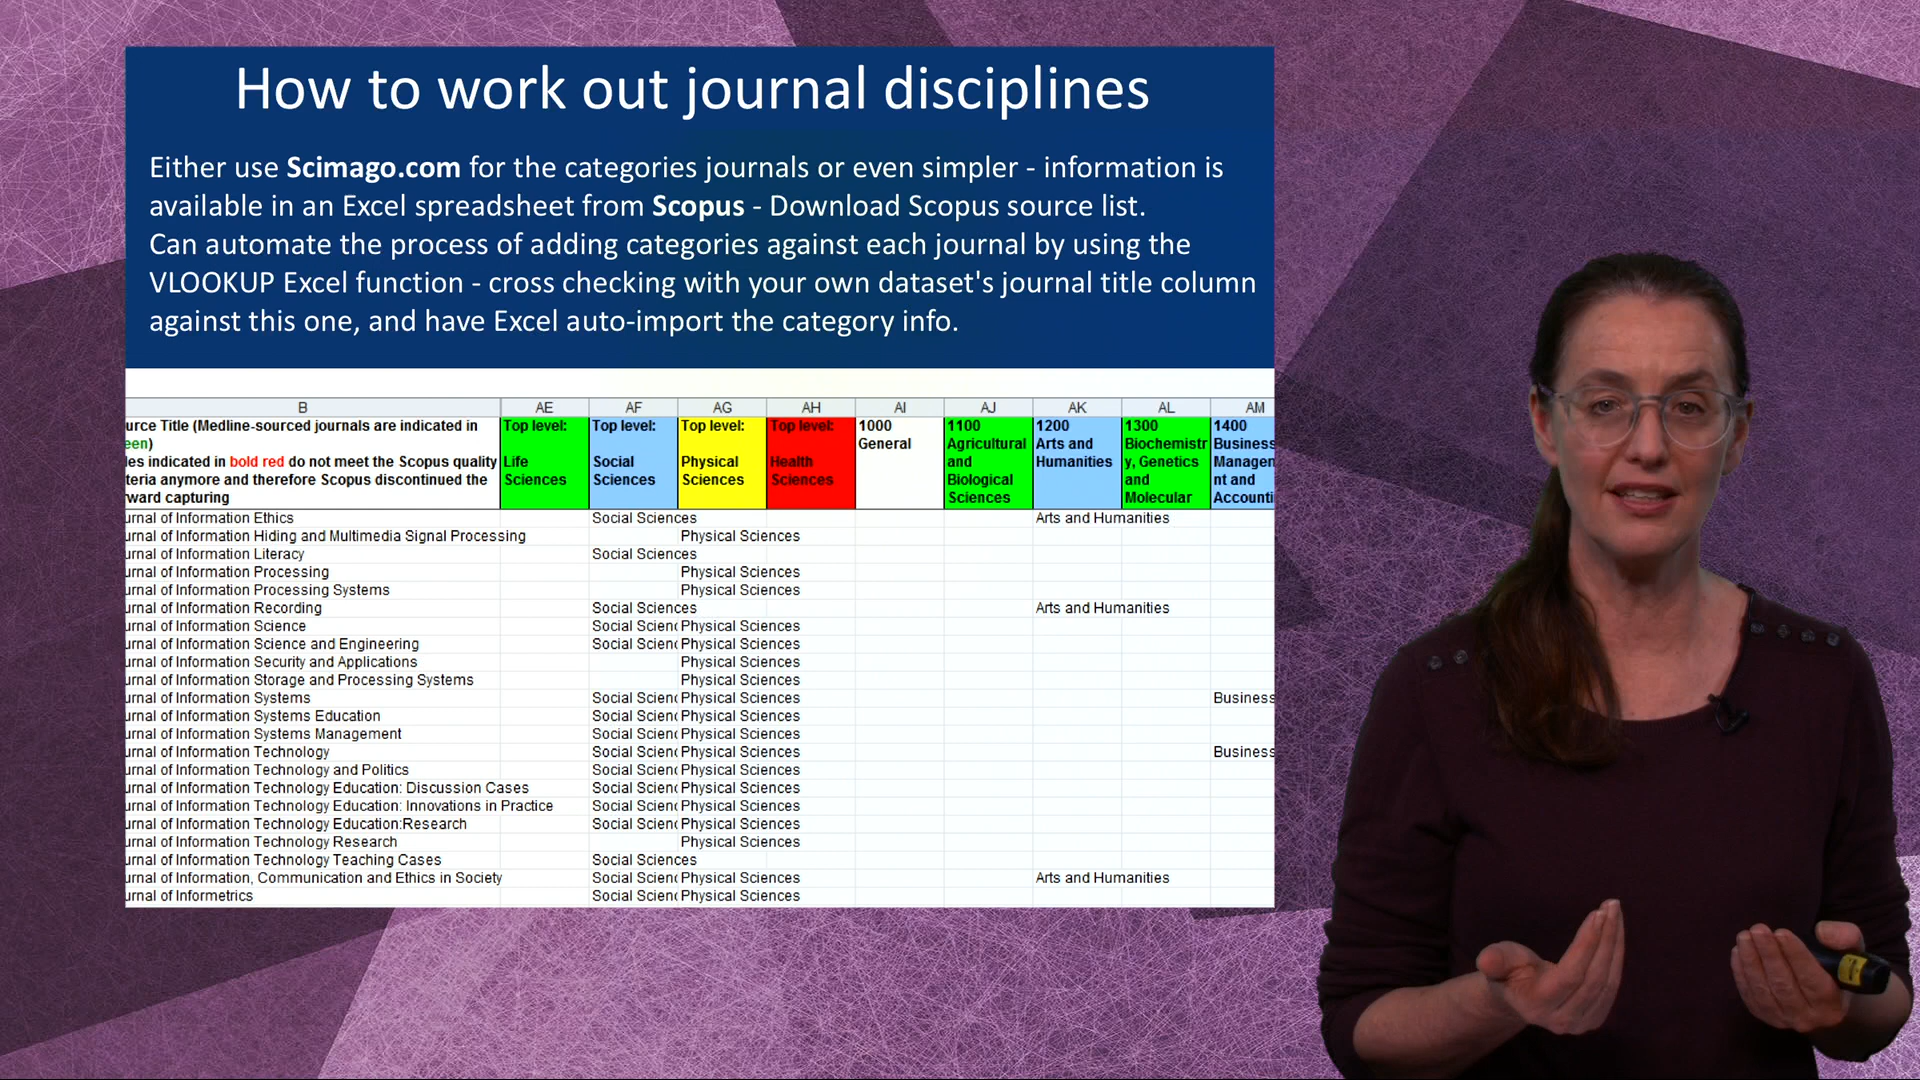 How to work out journal disciplines
Either use Scimago.com for the categories journals or even simpler - information is
available in an Excel spreadsheet from Scopus - Download Scopus source list.
Can automate the process of adding categories against each journal by using the
VLOOKUP Excel function - cross checking with your own dataset's journal title column
against this one, and have Excel auto-import the category info.
B AE AF AG AH AI AJ AK AL AM
urce Title (Medline-sourced journals are indicated in
een)
les indicated in bold red do not meet the Scopus quality
teria anymore and therefore Scopus discontinued the
ward capturing
Top level:
Life
Sciences
Top level:
Social
Sciences
Top level:
Physical
Sciences
Top level:
Health
Sciences
1000
General
1100
Agricultural
and
Biological
Sciences
1200
Arts and
Humanities
1300
Biochemistr
y, Genetics
and
Molecular
1400
Business
Managem
nt and
Accounti
urnal of Information Ethics Social Sciences Arts and Humanities
urnal of Information Hiding and Multimedia Signal Processing Physical Sciences
urnal of Information Literacy Social Sciences
urnal of Information Processing Physical Sciences
urnal of Information Processing Systems Physical Sciences
urnal of Information Recording Social Sciences Arts and Humanities
urnal of Information Science Social Scienc Physical Sciences
urnal of Information Science and Engineering Social Scienc Physical Sciences
urnal of Information Security and Applications Physical Sciences
urnal of Information Storage and Processing Systems Physical Sciences
urnal of Information Systems Social Scienc Physical Sciences Business
urnal of Information Systems Education Social Scienc Physical Sciences
urnal of Information Systems Management Social Scienc Physical Sciences
urnal of Information Technology Social Scienc Physical Sciences Business
urnal of Information Technology and Politics Social Scienc Physical Sciences
urnal of Information Technology Education: Discussion Cases Social Scienc Physical Sciences
urnal of Information Technology Education: Innovations in Practice Social Scienc Physical Sciences
urnal of Information Technology Education:Research Social Scienc Physical Sciences
urnal of Information Technology Research Physical Sciences
urnal of Information Technology Teaching Cases Social Sciences
urnal of Information, Communication and Ethics in Society Social Scienc Physical Sciences Arts and Humanities
urnal of Informetrics Social Scienc Physical Sciences